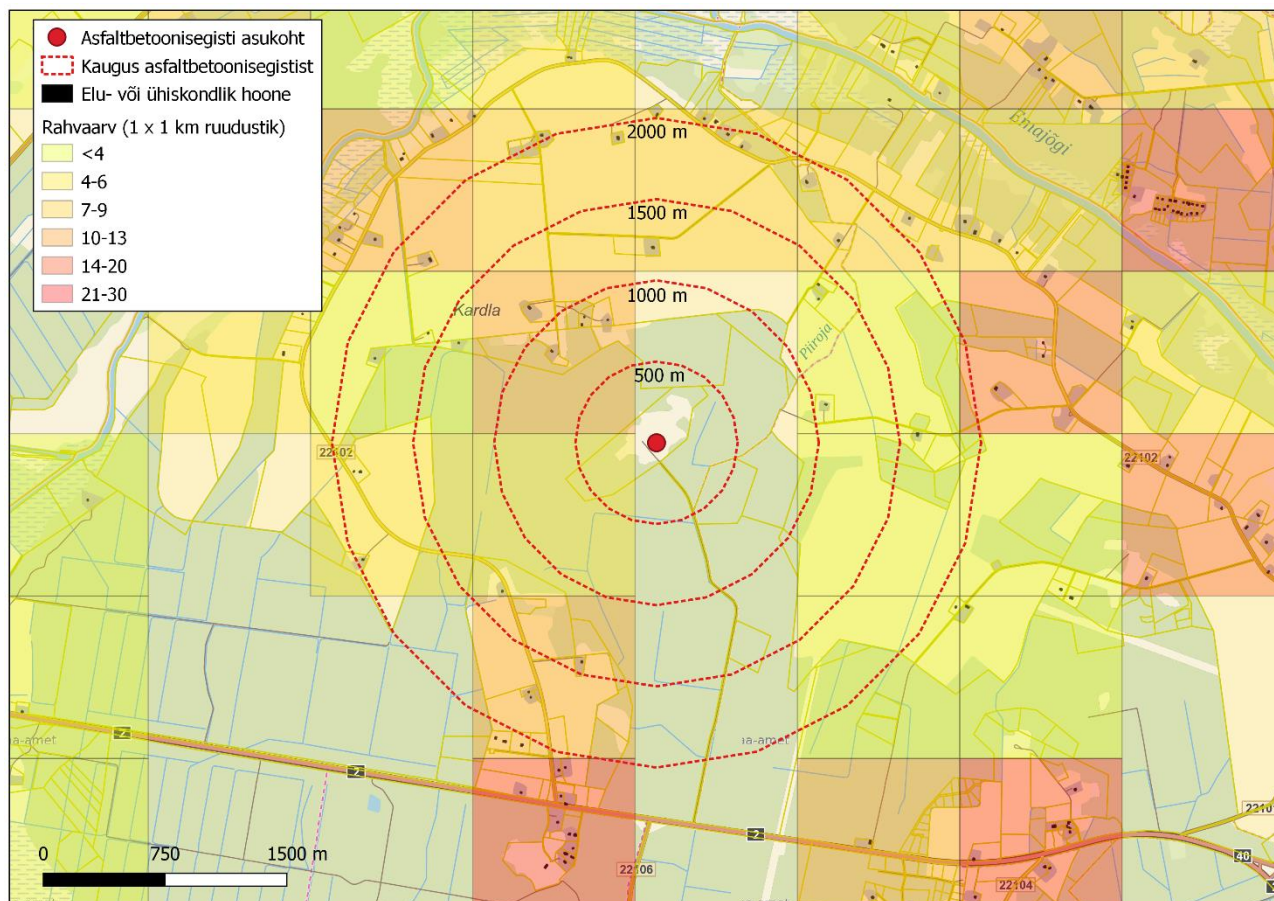 Asfaltbetoonisegisti asukoht
Kaugus asfaltbetoonisegistist
Elu- või ühiskondlik hoone
Rahvaarv (1 x 1 km ruudustik)
<4
4-6
7-9
10-13
14-20
21-30
2000 m
1500 m
1000 m
500 m
Emajõgi
Kardla
Piiroja
22102
22102
2
2
2
22106
22104
40
0 750 1500 m